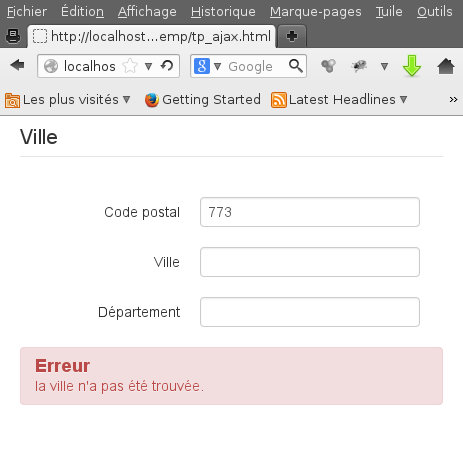 Fichier Édition Affichage Historique Marque-pages Tuile Outils
http://localhost...emp/tp_ajax.html
localhos Google
Les plus visités Getting Started Latest Headlines »
Ville
Code postal 773
Ville
Département
Erreur
la ville n'a pas été trouvée.